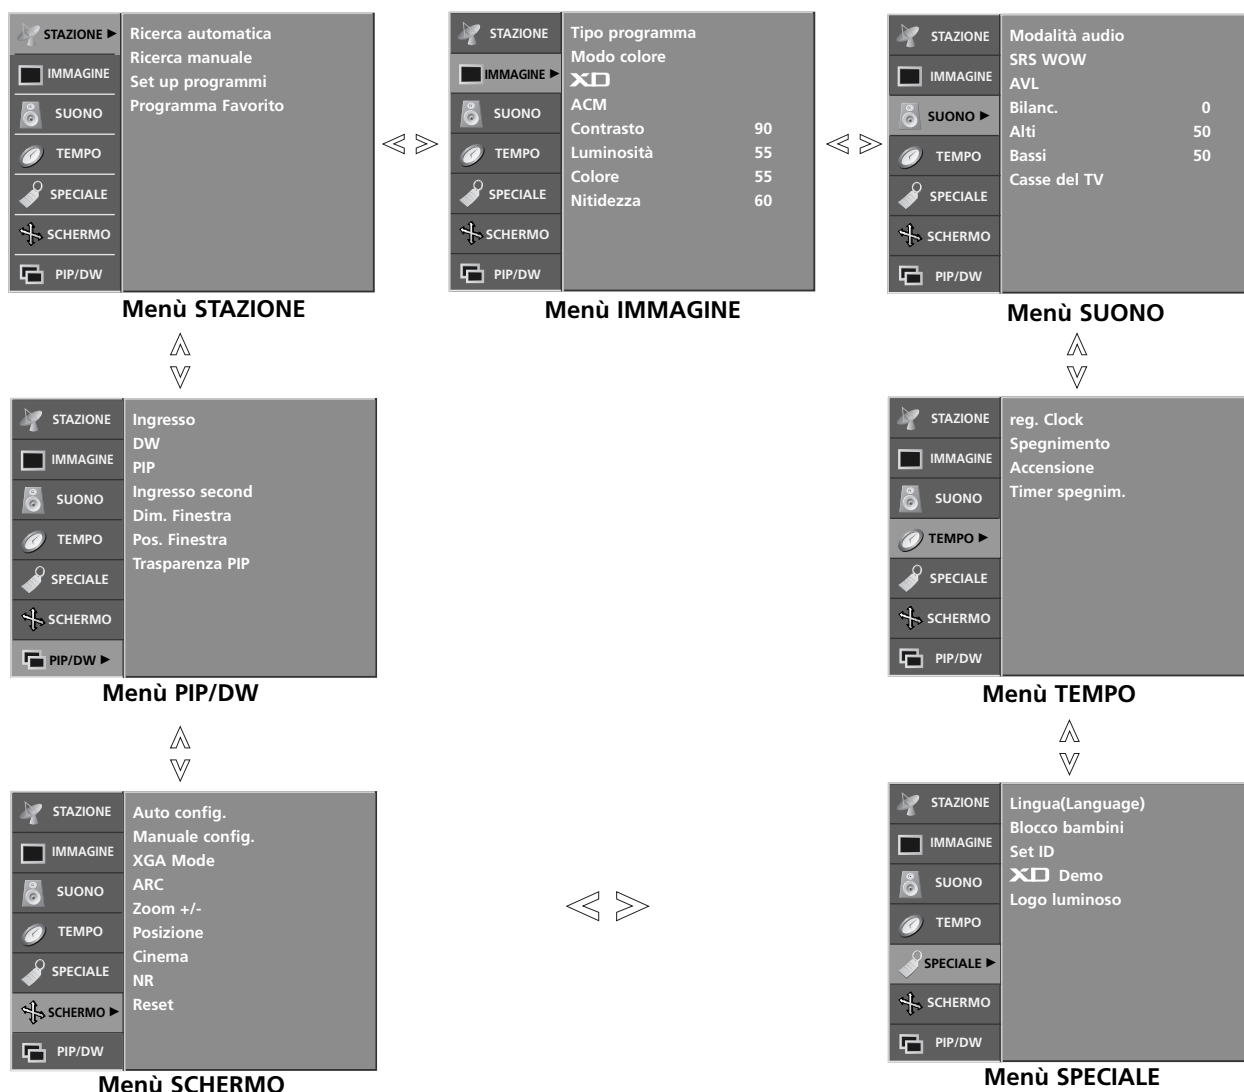 STAZIONE ►
IMMAGINE
SUONO
TEMPO
SPECIALE
SCHERMO
PIP/DW
Ricerca automatica
Ricerca manuale
Set up programmi
Programma Favorito
Menù STAZIONE
STAZIONE
IMMAGINE ►
SUONO
TEMPO
SPECIALE
SCHERMO
PIP/DW
Tipo programma
Modo colore
XD
ACM
Contrasto 90
Luminosità 55
Colore 55
Nitidezza 60
Menù IMMAGINE
STAZIONE
IMMAGINE
SUONO ►
TEMPO
SPECIALE
SCHERMO
PIP/DW
Modalità audio
SRS WOW
AVL
Bilanc. 0
Alti 50
Bassi 50
Casse del TV
Menù SUONO
STAZIONE
IMMAGINE
SUONO
TEMPO
SPECIALE
SCHERMO
PIP/DW ►
Ingresso
DW
PIP
Ingresso second
Dim. Finestra
Pos. Finestra
Trasparenza PIP
Menù PIP/DW
STAZIONE
IMMAGINE
SUONO
TEMPO ►
SPECIALE
SCHERMO
PIP/DW
reg. Clock
Spegnimento
Accensione
Timer spegnim.
Menù TEMPO
STAZIONE
IMMAGINE
SUONO
TEMPO
SPECIALE
SCHERMO ►
PIP/DW
Auto config.
Manuale config.
XGA Mode
ARC
Zoom +/-
Posizione
Cinema
NR
Reset
Menù SCHERMO
STAZIONE
IMMAGINE
SUONO
TEMPO
SPECIALE ►
SCHERMO
PIP/DW
Lingua(Language)
Blocco bambini
Set ID
XD Demo
Logo luminoso
Menù SPECIALE